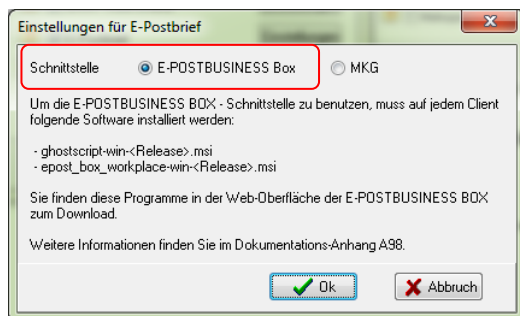 Einstellungen für E-Postbrief
Schnittstelle E-POSTBUSINESS Box MKG
Um die E-POSTBUSINESS BOX - Schnittstelle zu benutzen, muss auf jedem Client
folgende Software installiert werden:
- ghostscript-win-<Release>.msi
- epost_box_workplace-win-<Release>.msi
Sie finden diese Programme in der Web-Oberfläche der E-POSTBUSINESS BOX
zum Download.
Weitere Informationen finden Sie im Dokumentations-Anhang A98.
Ok Abbruch